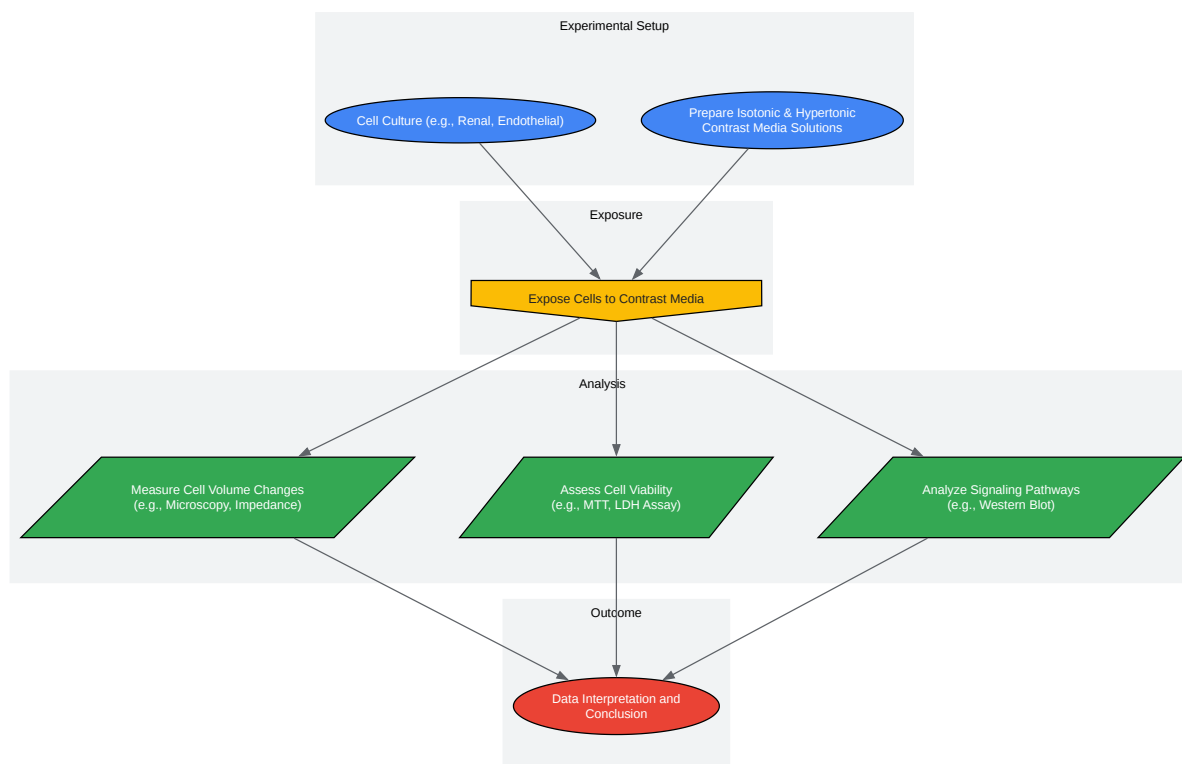 Experimental Setup
Cell Culture (e.g., Renal, Endothelial)
Prepare Isotonic & Hypertonic
Contrast Media Solutions
Exposure
Expose Cells to Contrast Media
Analysis
Measure Cell Volume Changes
(e.g., Microscopy, Impedance)
Assess Cell Viability
(e.g., MTT, LDH Assay)
Analyze Signaling Pathways
(e.g., Western Blot)
Outcome
Data Interpretation and
Conclusion